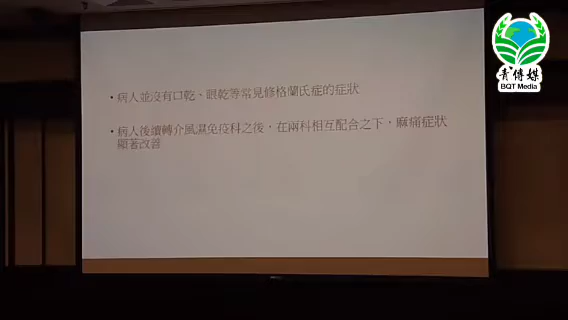 青傳媒
BQT Media
• 病人並沒有口乾、眼乾等常見修格蘭氏症的症狀
• 病人後續轉介風濕免疫科之後，在兩科相互配合之下，麻痛症狀
顯著改善